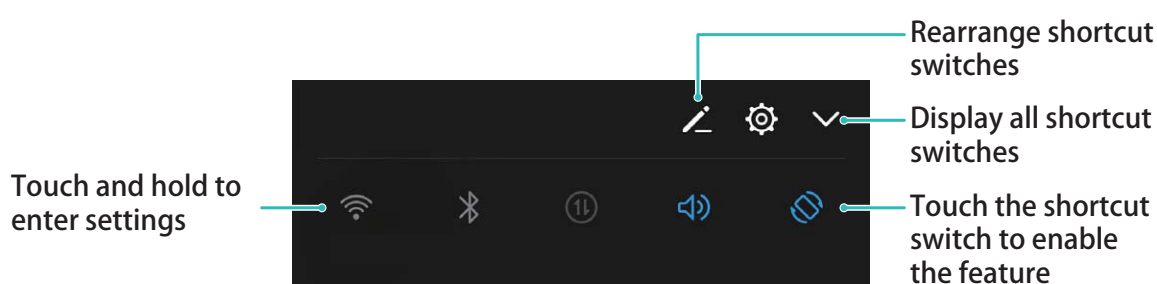 Rearrange shortcut
switches
Display all shortcut
switches
Touch and hold to
enter settings
Touch the shortcut
switch to enable
the feature